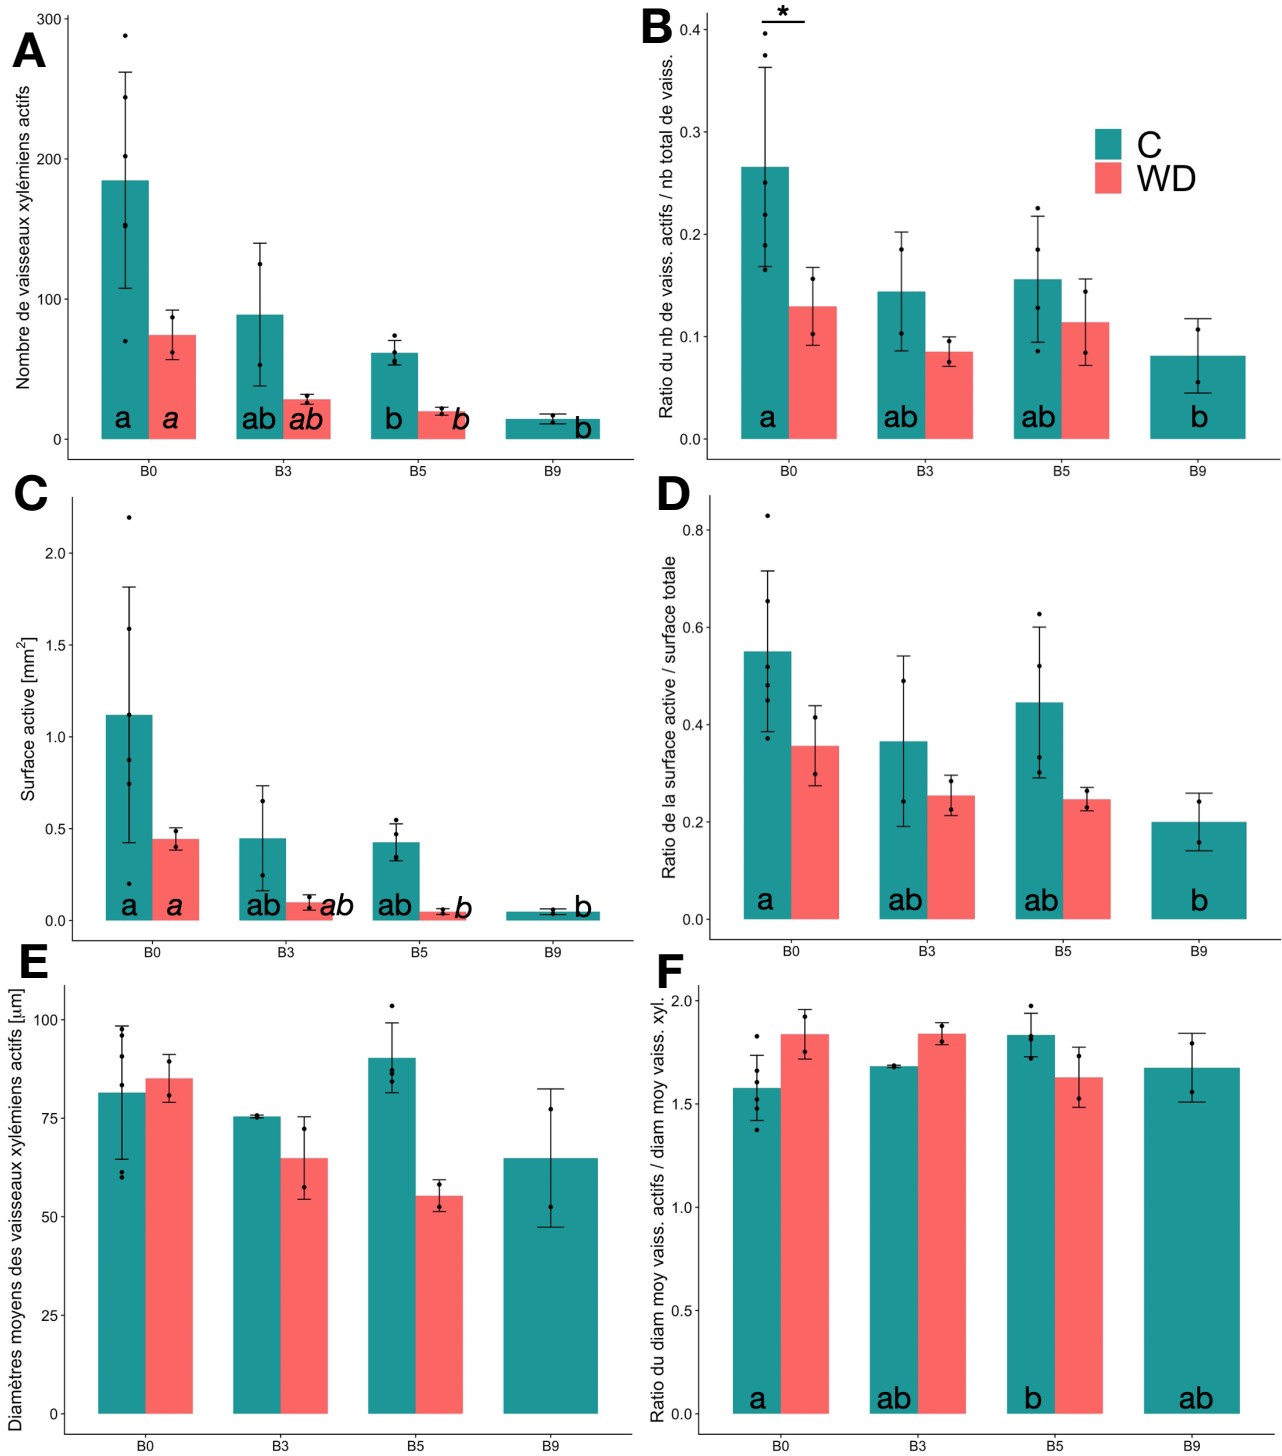 A
Nombre de vaisseaux xylémiens actifs
300
200
100
0
a
a
ab
ab
b
b
b
B0
B3
B5
B9
B
Ratio du nb de vaiss. actifs / nb total de vaiss.
0.4
0.3
0.2
0.1
0.0
*
C
WD
a
ab
ab
b
B0
B3
B5
B9
C
Surface active [mm²]
2.0
1.5
1.0
0.5
0.0
a
a
ab
ab
ab
b
b
B0
B3
B5
B9
D
Ratio de la surface active / surface totale
0.8
0.6
0.4
0.2
0.0
a
ab
ab
b
B0
B3
B5
B9
E
Diamètres moyens des vaisseaux xylémiens actifs [μm]
100
75
50
25
0
B0
B3
B5
B9
F
Ratio du diam moy vaiss. actifs / diam moy vaiss. xyl.
2.0
1.5
1.0
0.5
0.0
a
ab
b
ab
B0
B3
B5
B9